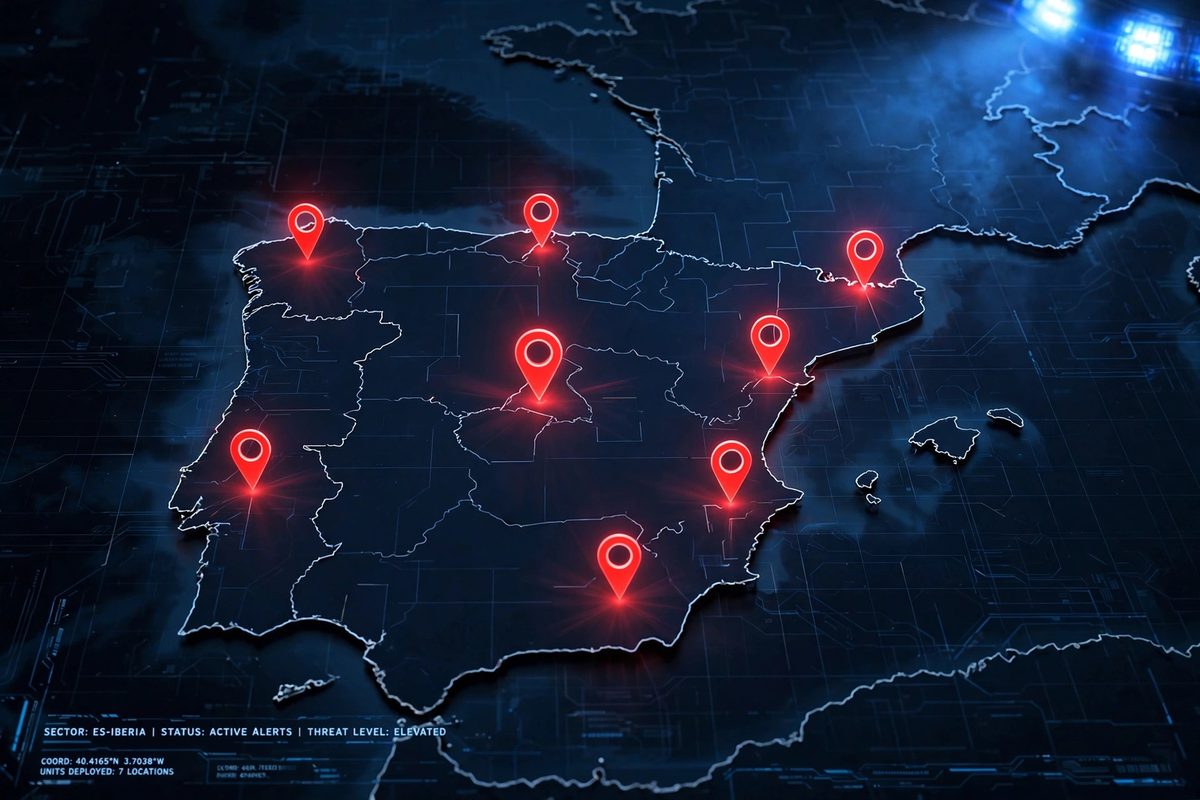 SECTOR: ES-IBERIA | STATUS: ACTIVE ALERTS | THREAT LEVEL: ELEVATED
COORD: 40.4165°N 3.7038°W
UNITS DEPLOYED: 7 LOCATIONS